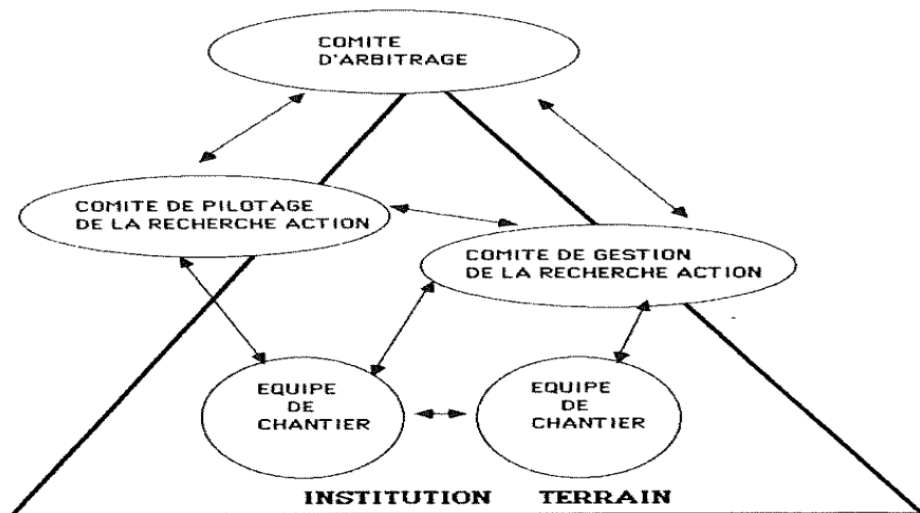 COMITE
D'ARBITRAGE
COMITE DE PILOTAGE
DE LA RECHERCHE ACTION
COMITE DE GESTION
DE LA RECHERCHE ACTION
EQUIPE
DE
CHANTIER
EQUIPE
DE
CHANTIER
INSTITUTION TERRAIN